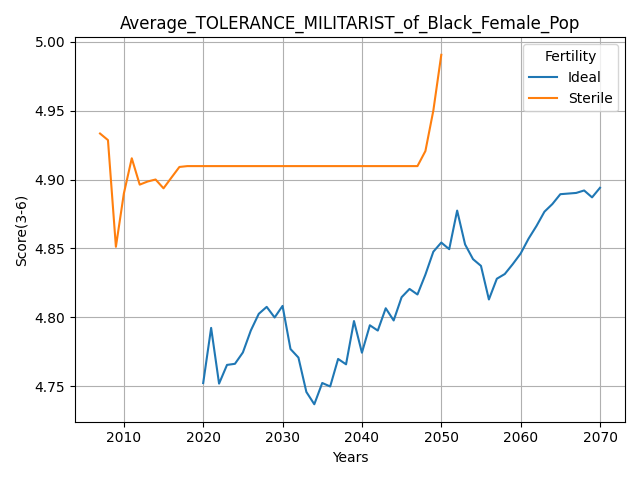 Average_TOLERANCE_MILITARIST_of_Black_Female_Pop
Fertility
Ideal
Sterile
5.00
4.95
4.90
4.85
4.80
4.75
Score(3-6)
2010 2020 2030 2040 2050 2060 2070
Years